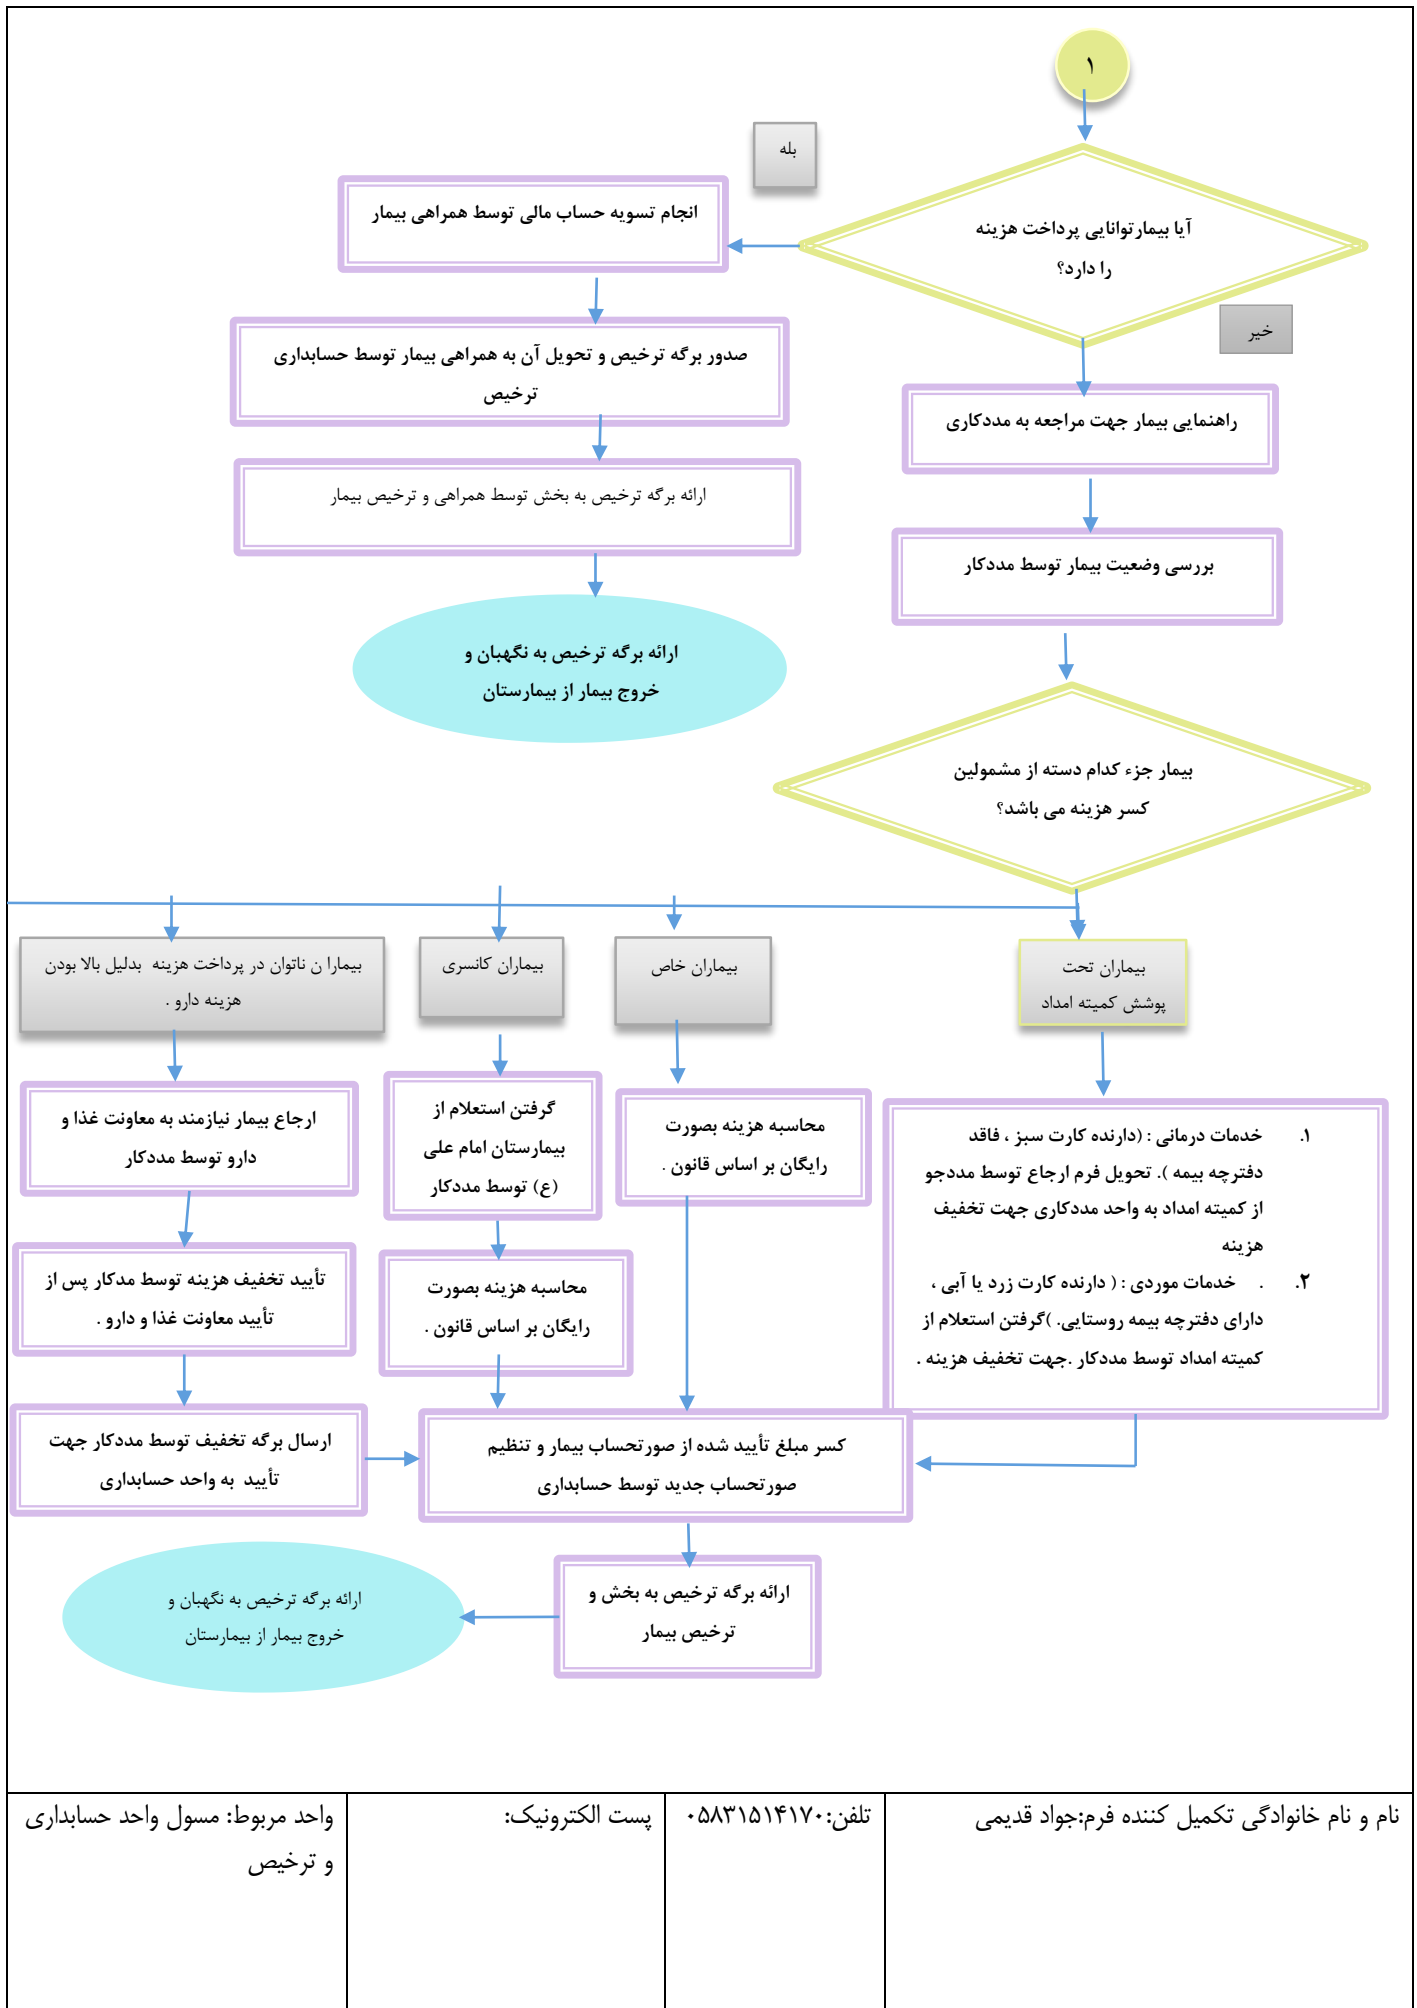 ۱
بله
آیا بیمارتوانایی پرداخت هزینه
را دارد؟
انجام تسویه حساب مالی توسط همراهی بیمار
خیر
صدور برگه ترخیص و تحویل آن به همراهی بیمار توسط حسابداری
ترخیص
راهنمایی بیمار جهت مراجعه به مددکاری
ارائه برگه ترخیص به بخش توسط همراهی و ترخیص بیمار
بررسی وضعیت بیمار توسط مددکار
ارائه برگه ترخیص به نگهبان و
خروج بیمار از بیمارستان
بیمار جزء کدام دسته از مشمولین
کسر هزینه می باشد؟
بیماران تحت
پوشش کمیته امداد
بیماران خاص
بیماران کانسری
بیمارا ن ناتوان در پرداخت هزینه بدلیل بالا بودن
هزینه دارو .
۱. خدمات درمانی : (دارنده کارت سبز ، فاقد
دفترچه بیمه ). تحویل فرم ارجاع توسط مددجو
از کمیته امداد به واحد مددکاری جهت تخفیف
هزینه
۲. . خدمات موردی : ( دارنده کارت زرد یا آبی ،
دارای دفترچه بیمه روستایی. )گرفتن استعلام از
کمیته امداد توسط مددکار .جهت تخفیف هزینه .
محاسبه هزینه بصورت
رایگان بر اساس قانون .
گرفتن استعلام از
بیمارستان امام علی
(ع) توسط مددکار
ارجاع بیمار نیازمند به معاونت غذا و
دارو توسط مددکار
محاسبه هزینه بصورت
رایگان بر اساس قانون .
تأیید تخفیف هزینه توسط مدکار پس از
تأیید معاونت غذا و دارو .
کسر مبلغ تأیید شده از صورتحساب بیمار و تنظیم
صورتحساب جدید توسط حسابداری
ارسال برگه تخفیف توسط مددکار جهت
تأیید به واحد حسابداری
ارائه برگه ترخیص به بخش و
ترخیص بیمار
ارائه برگه ترخیص به نگهبان و
خروج بیمار از بیمارستان
نام و نام خانوادگی تکمیل کننده فرم:جواد قدیمی
تلفن:۰۵۸۳۱۵۱۴۱۷۰
پست الکترونیک:
واحد مربوط: مسول واحد حسابداری
و ترخیص